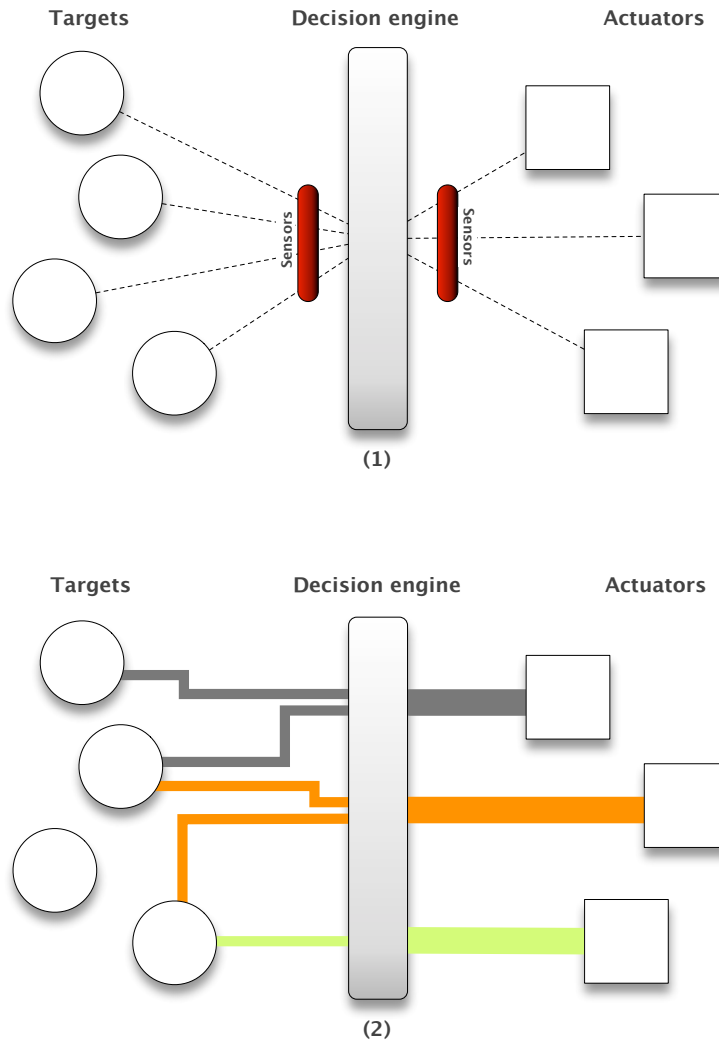 Targets Decision engine Actuators
Sensors
Sensors
(1)
Targets Decision engine Actuators
(2)